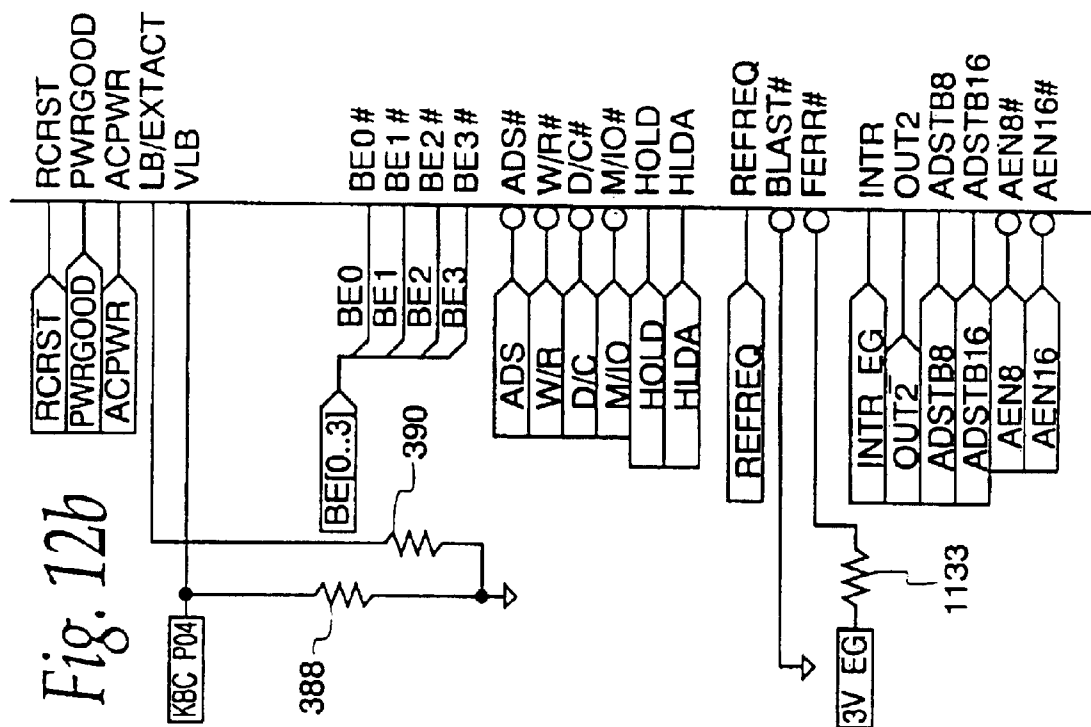 Fig. 12b
RCRST RCRST
PWRGOOD PWRGOOD
ACPWR ACPWR
LB/EXTACT
KBC P04 VLB
388
390
BE[0..3]
BE0 BE0#
BE1 BE1#
BE2 BE2#
BE3 BE3#
ADS ADS#
W/R W/R#
D/C D/C#
M/IO M/IO#
HOLD HOLD
HLDA HLDA
REFREQ REFREQ
BLAST#
3V EG FERR#
1133
INTR EG INTR
OUT2 OUT2
ADSTB8 ADSTB8
ADSTB16 ADSTB16
AEN8 AEN8#
AEN16 AEN16#